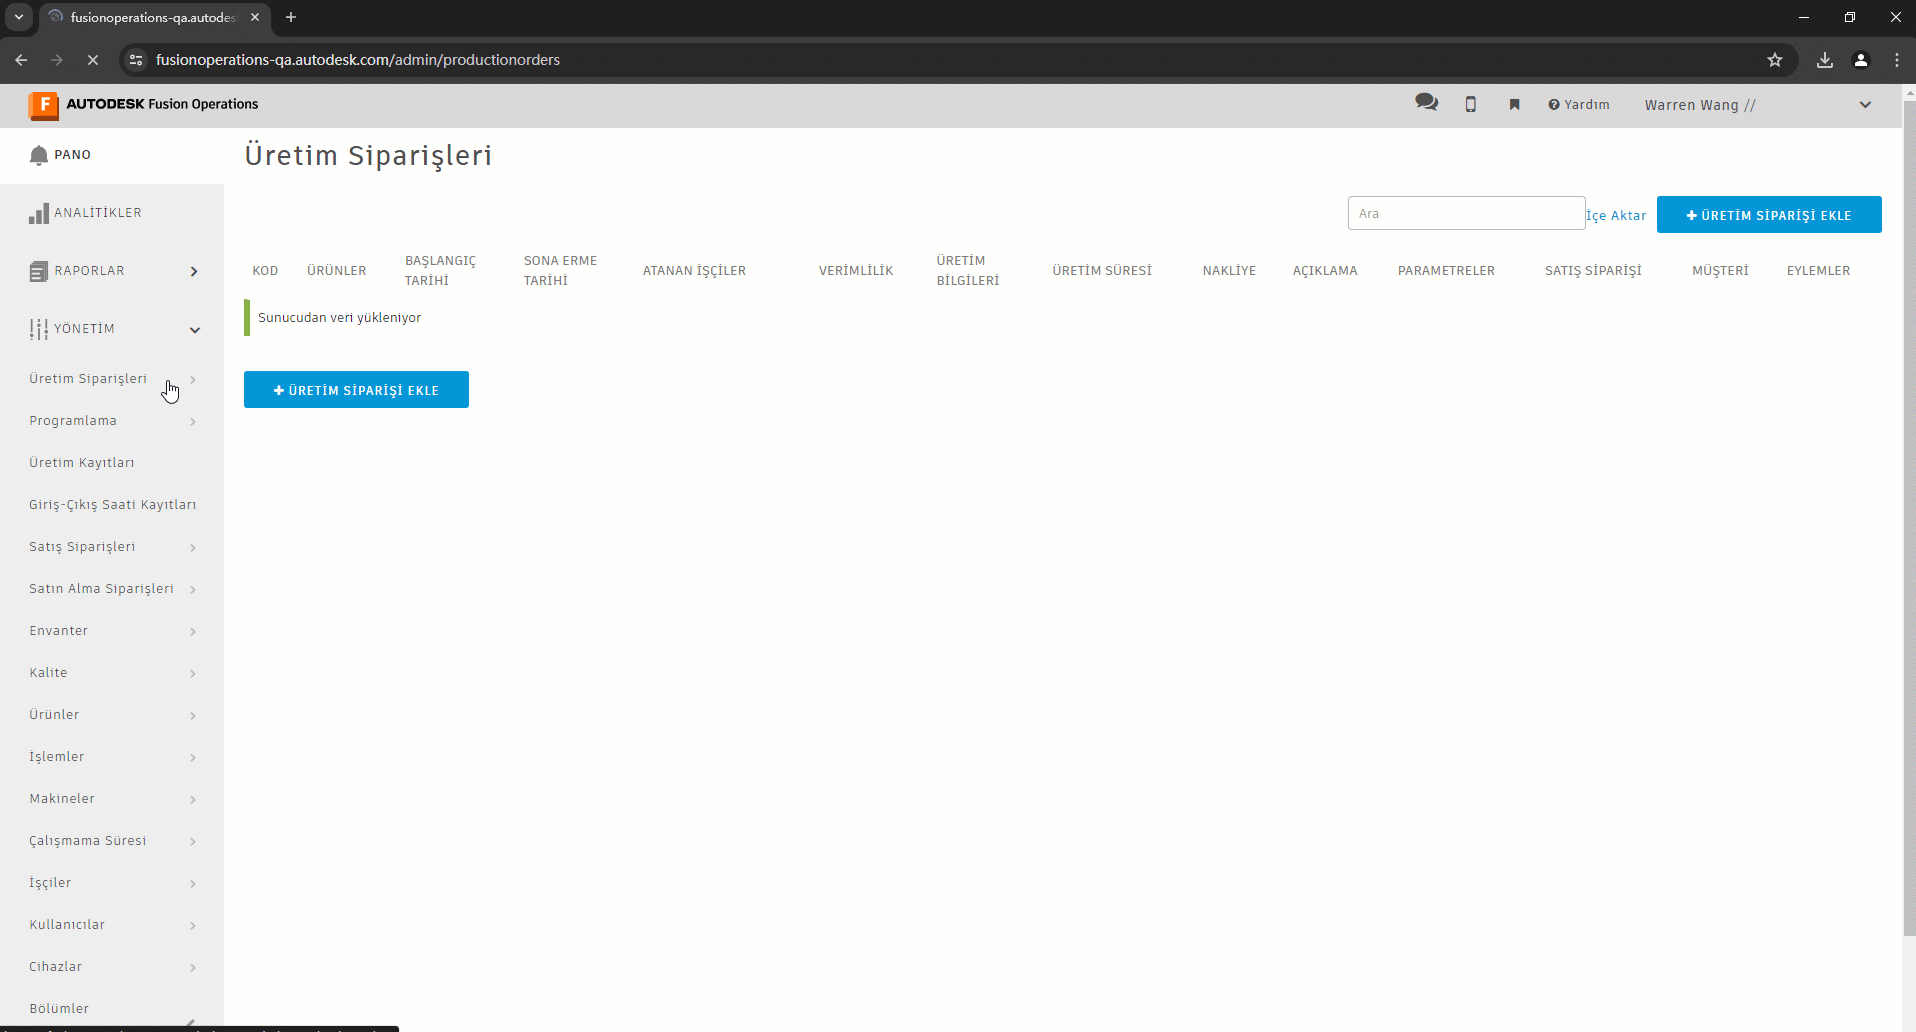 fusionoperations-qa.autodes
fusionoperations-qa.autodesk.com/admin/productionorders
F AUTODESK Fusion Operations
Yardım
Warren Wang //
PANO
ANALİTİKLER
RAPORLAR
YÖNETİM
Üretim Siparişleri
Programlama
Üretim Kayıtları
Giriş-Çıkış Saati Kayıtları
Satış Siparişleri
Satın Alma Siparişleri
Envanter
Kalite
Ürünler
İşlemler
Makineler
Çalışmama Süresi
İşçiler
Kullanıcılar
Cihazlar
Bölümler
Üretim Siparişleri
Ara
İçe Aktar
+ ÜRETİM SİPARİŞİ EKLE
KOD
ÜRÜNLER
BAŞLANGIÇ
TARİHİ
SONA ERME
TARİHİ
ATANAN İŞÇİLER
VERİMLİLİK
ÜRETİM
BİLGİLERİ
ÜRETİM SÜRESİ
NAKLİYE
AÇIKLAMA
PARAMETRELER
SATIŞ SİPARİŞİ
MÜŞTERİ
EYLEMLER
Sunucudan veri yükleniyor
+ ÜRETİM SİPARİŞİ EKLE